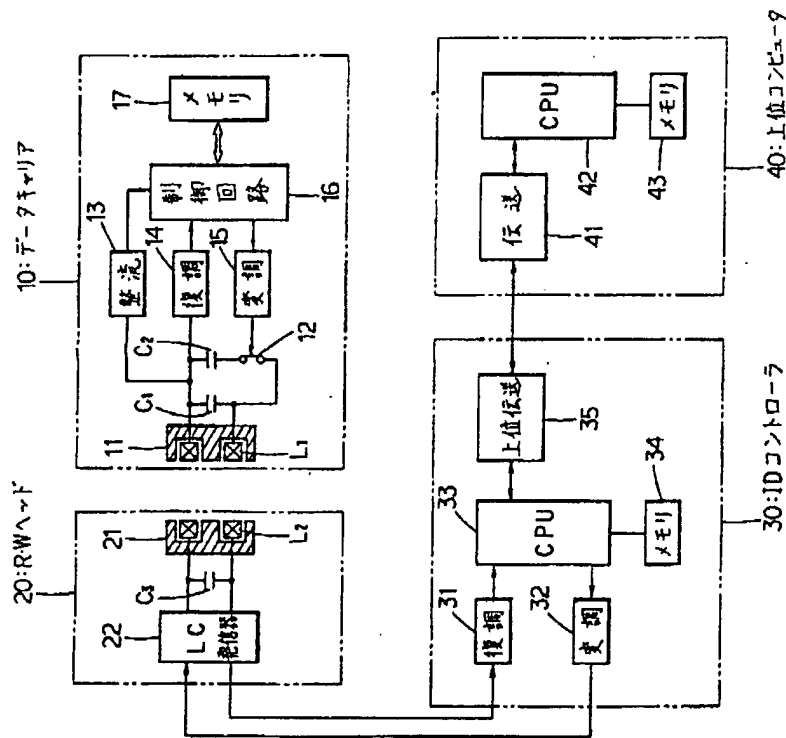 10:データキャリア
17
メモリ
制御回路
16
13
整流
14
復調
15
変調
C2
12
C1
11
L1
20:R·Wヘッド
21
L2
C3
22
LC
発信器
40:上位コンピュータ
CPU
42
メモリ
43
伝送
41
30:IDコントローラ
上位伝送
35
33
CPU
34
メモリ
31
復調
32
変調